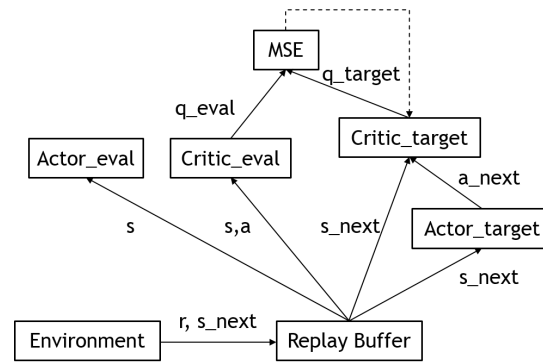 MSE
q_target
q_eval
Critic_target
Actor_eval
Critic_eval
a_next
s
s,a
s_next
Actor_target
s_next
r, s_next
Environment
Replay Buffer